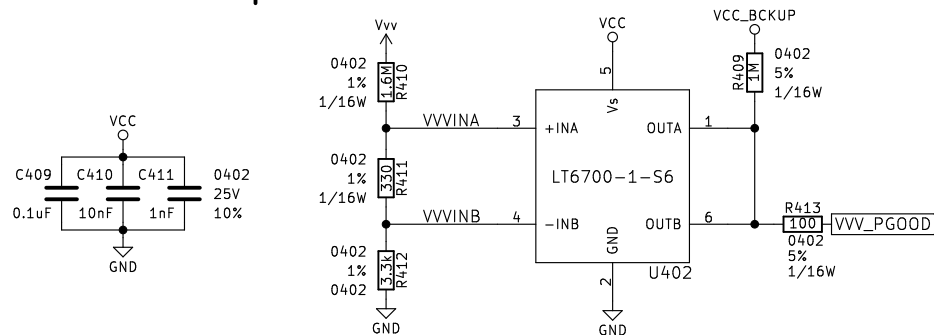 VCC
C409
C410
C411
0402
25V
10%
0.1uF
10nF
1nF
GND
Vvv
0402
1%
1/16W
1.6M
R410
VVVINA
3
0402
1%
1/16W
330
R411
VVVINB
4
0402
1%
0402
3.3k
R412
GND
VCC
5
Vs
+INA
OUTA
1
LT6700-1-S6
-INB
OUTB
6
GND
2
U402
GND
VCC_BCKUP
R409
1M
0402
5%
1/16W
R413
100
VVV_PGOOD
0402
5%
1/16W